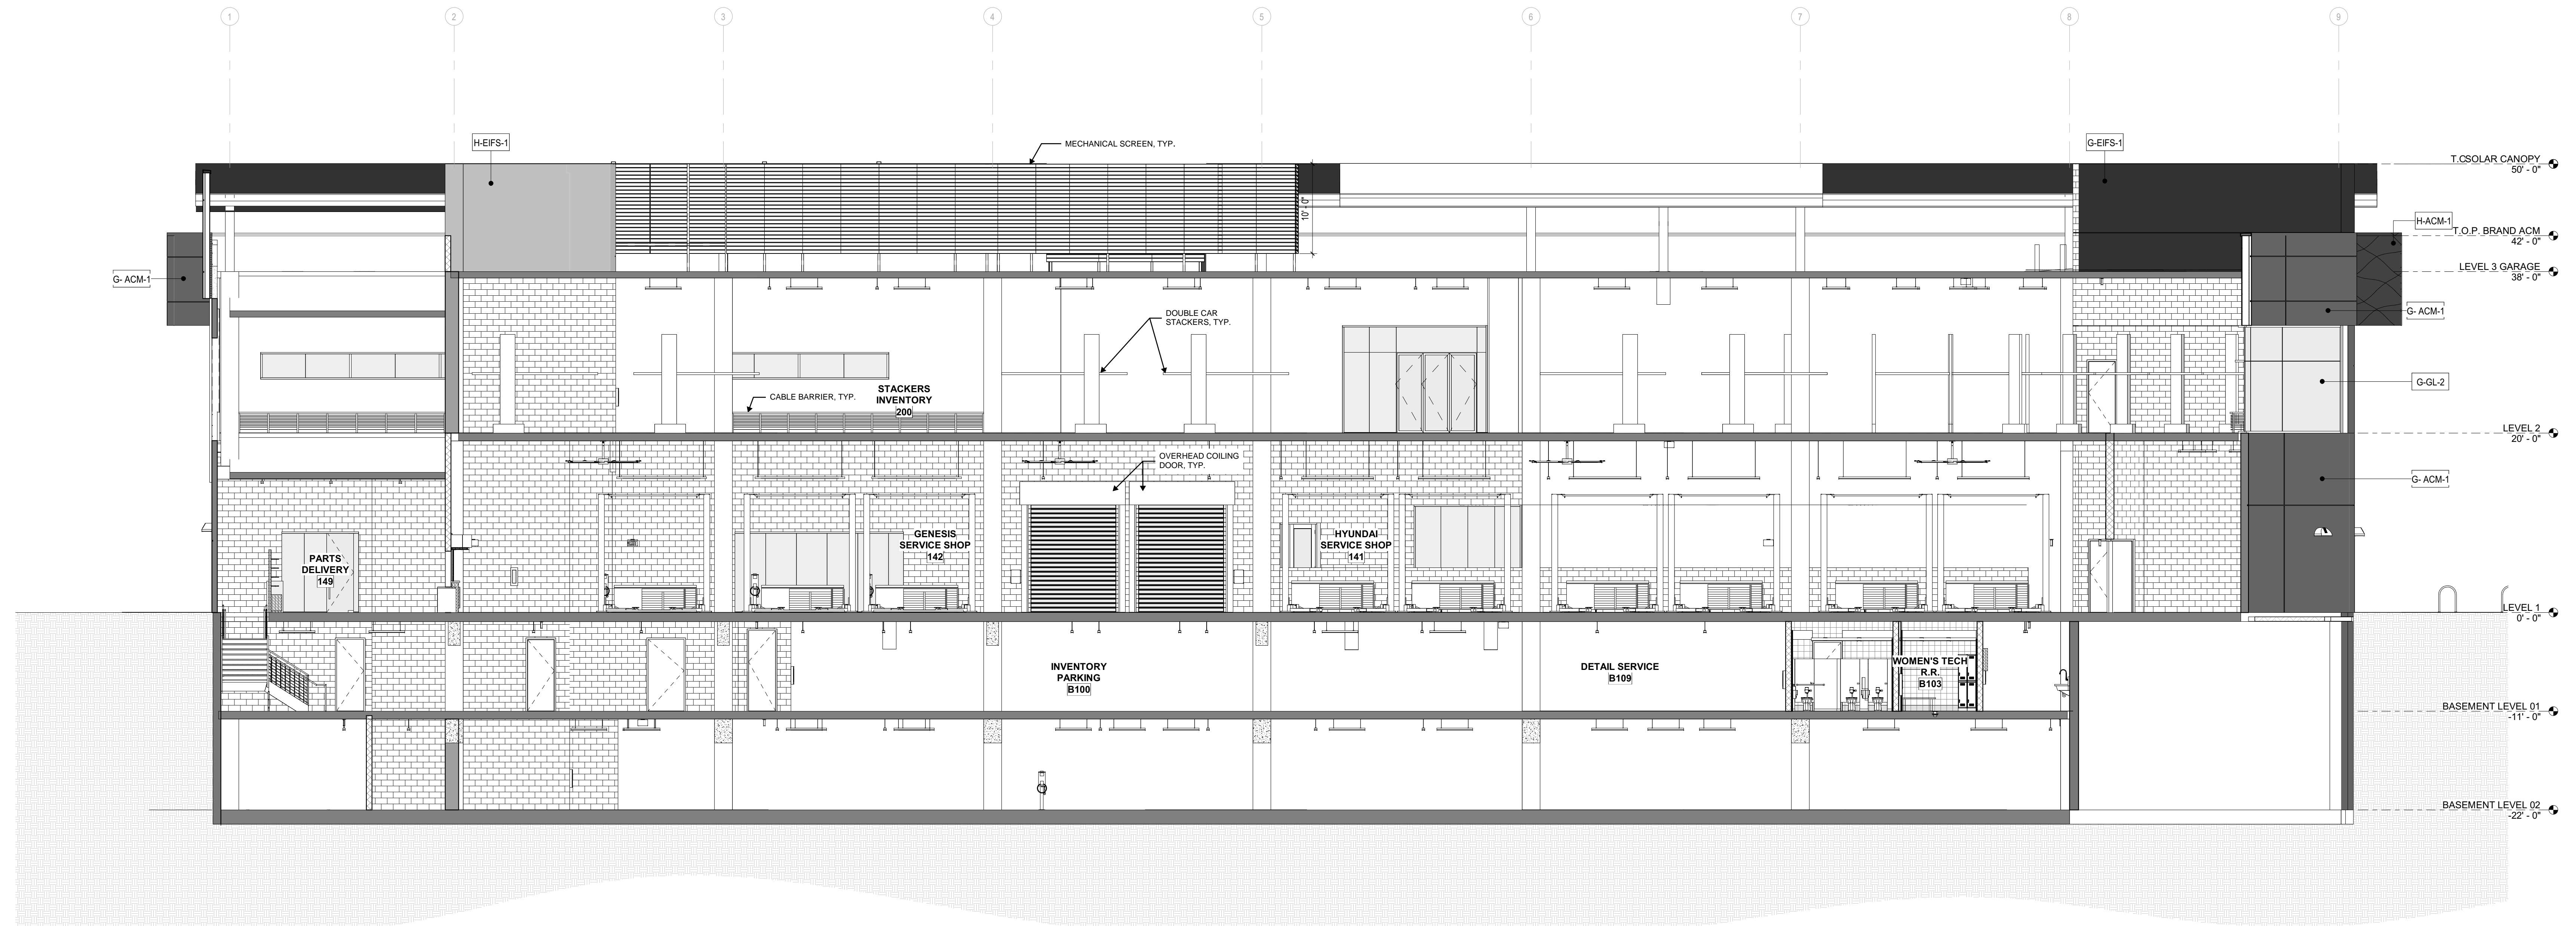 1 2 3 4 5 6 7 8 9
H-EIFS-1
MECHANICAL SCREEN, TYP.
G-EIFS-1
T.CSOLAR CANOPY
50' - 0"
10' - 0"
H-ACM-1
T.O.P. BRAND ACM
42' - 0"
LEVEL 3 GARAGE
38' - 0"
G- ACM-1
G- ACM-1
DOUBLE CAR
STACKERS, TYP.
G-GL-2
STACKERS
INVENTORY
200
CABLE BARRIER, TYP.
LEVEL 2
20' - 0"
OVERHEAD COILING
DOOR, TYP.
G- ACM-1
PARTS
DELIVERY
149
GENESIS
SERVICE SHOP
142
HYUNDAI
SERVICE SHOP
141
LEVEL 1
0' - 0"
INVENTORY
PARKING
B100
DETAIL SERVICE
B109
WOMEN'S TECH
R.R.
B103
BASEMENT LEVEL 01
-11' - 0"
BASEMENT LEVEL 02
-22' - 0"